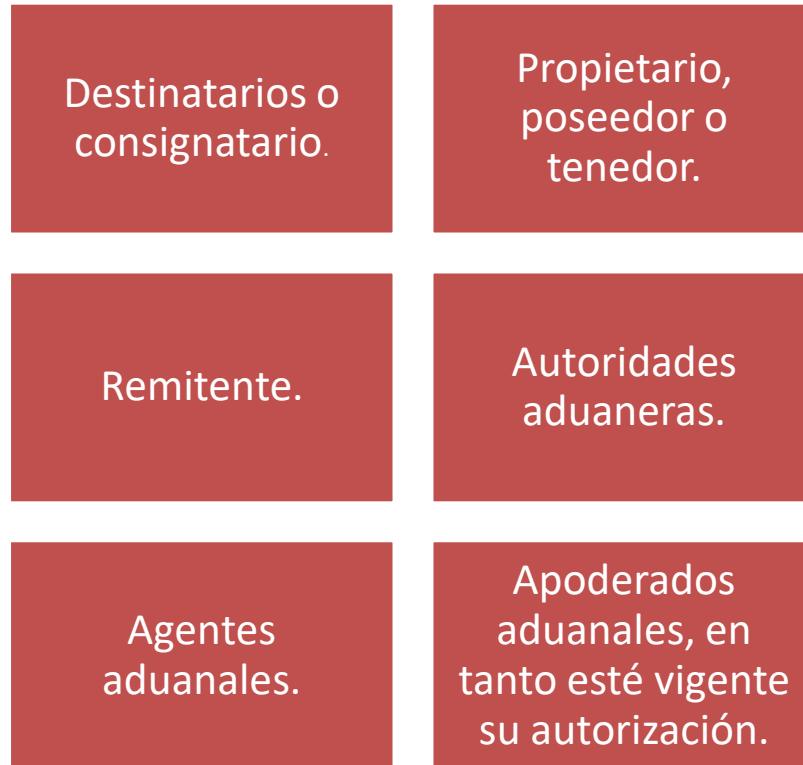 Destinatarios o
consignatario.
Propietario,
poseedor o
tenedor.
Remitente.
Autoridades
aduaneras.
Agentes
aduanales.
Apoderados
aduanales, en
tanto esté vigente
su autorización.